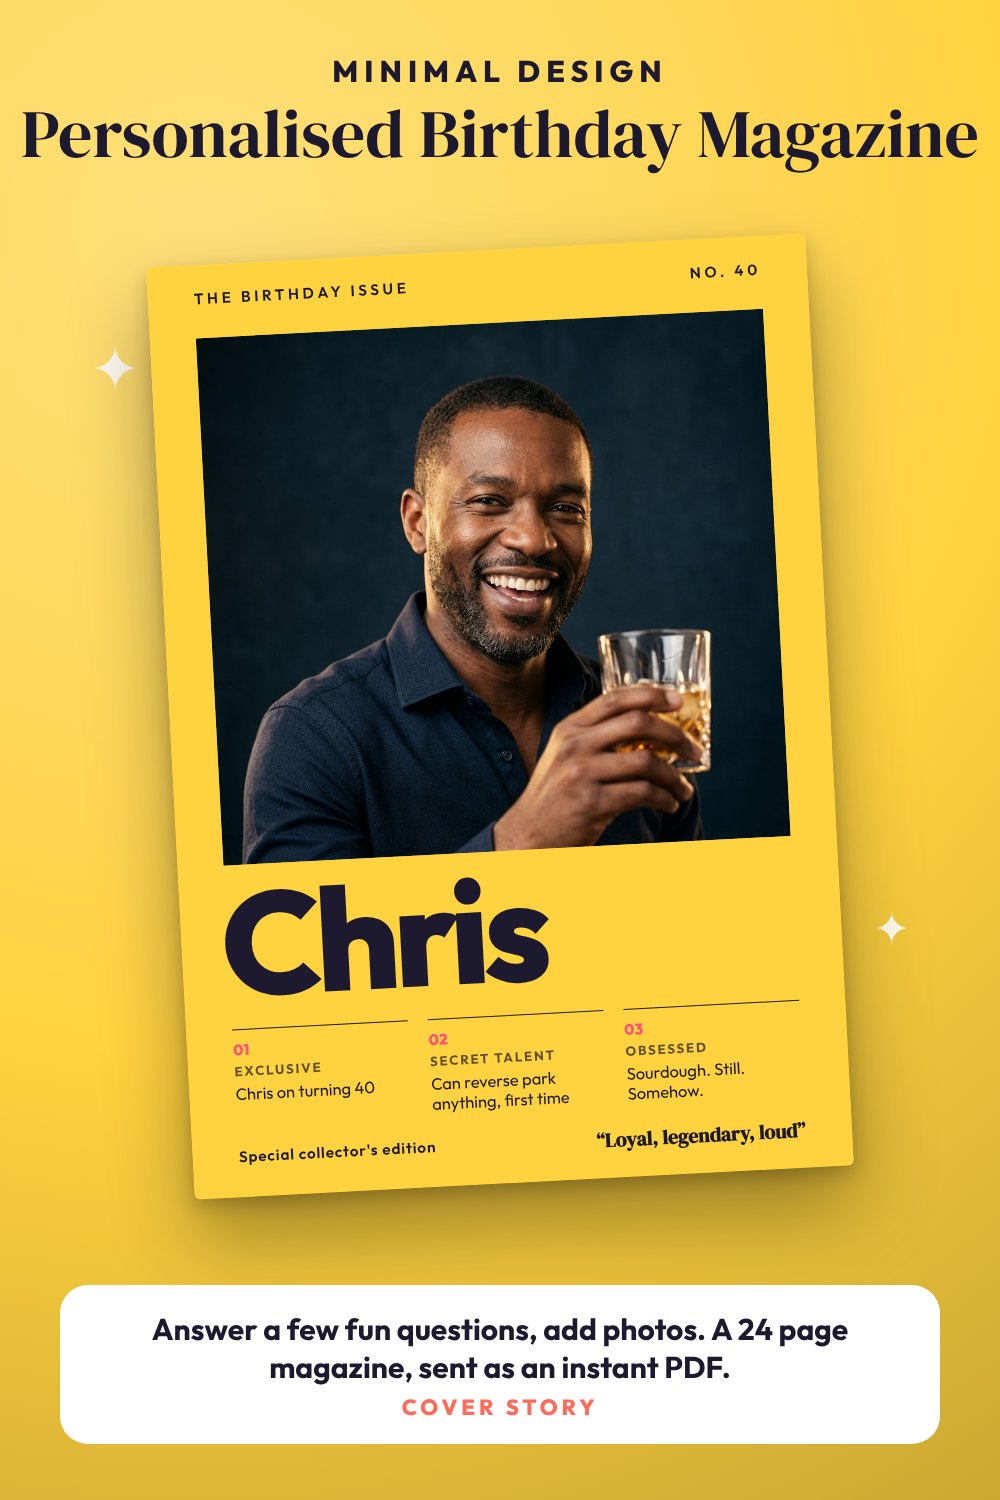 MINIMAL DESIGN
Personalised Birthday Magazine
THE BIRTHDAY ISSUE
NO. 40
Chris
01
EXCLUSIVE
Chris on turning 40
02
SECRET TALENT
Can reverse park
anything, first time
03
OBSESSED
Sourdough. Still.
Somehow.
Special collector's edition
“Loyal, legendary, loud”
Answer a few fun questions, add photos. A 24 page
magazine, sent as an instant PDF.
COVER STORY